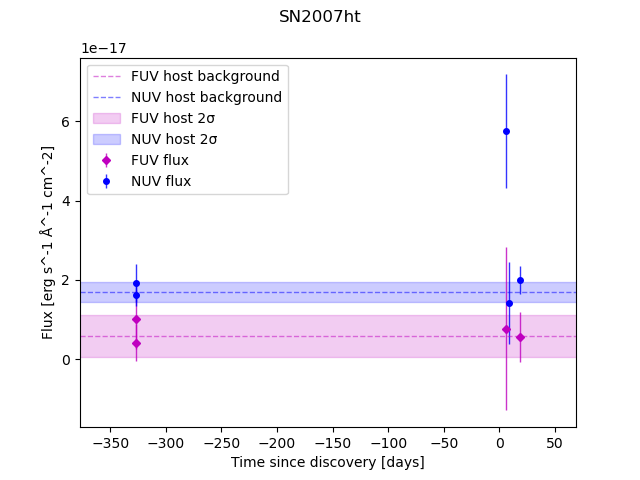 SN2007ht
1e−17
FUV host background
NUV host background
FUV host 2σ
NUV host 2σ
FUV flux
NUV flux
6
4
2
0
Flux [erg s^-1 Å^-1 cm^-2]
−350 −300 −250 −200 −150 −100 −50 0 50
Time since discovery [days]